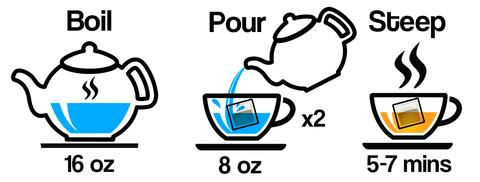 Boil
Pour
Steep
x2
16 oz
8 oz
5-7 mins